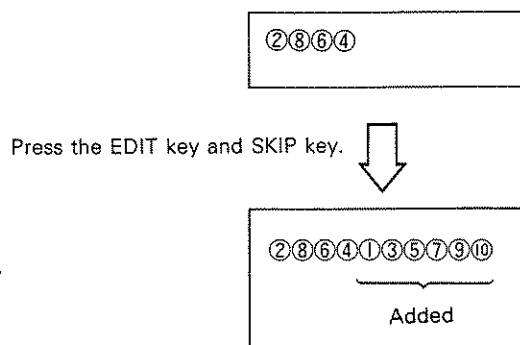 ②⑧⑥④
Press the EDIT key and SKIP key.
②⑧⑥④①③⑤⑦⑨⑩
Added